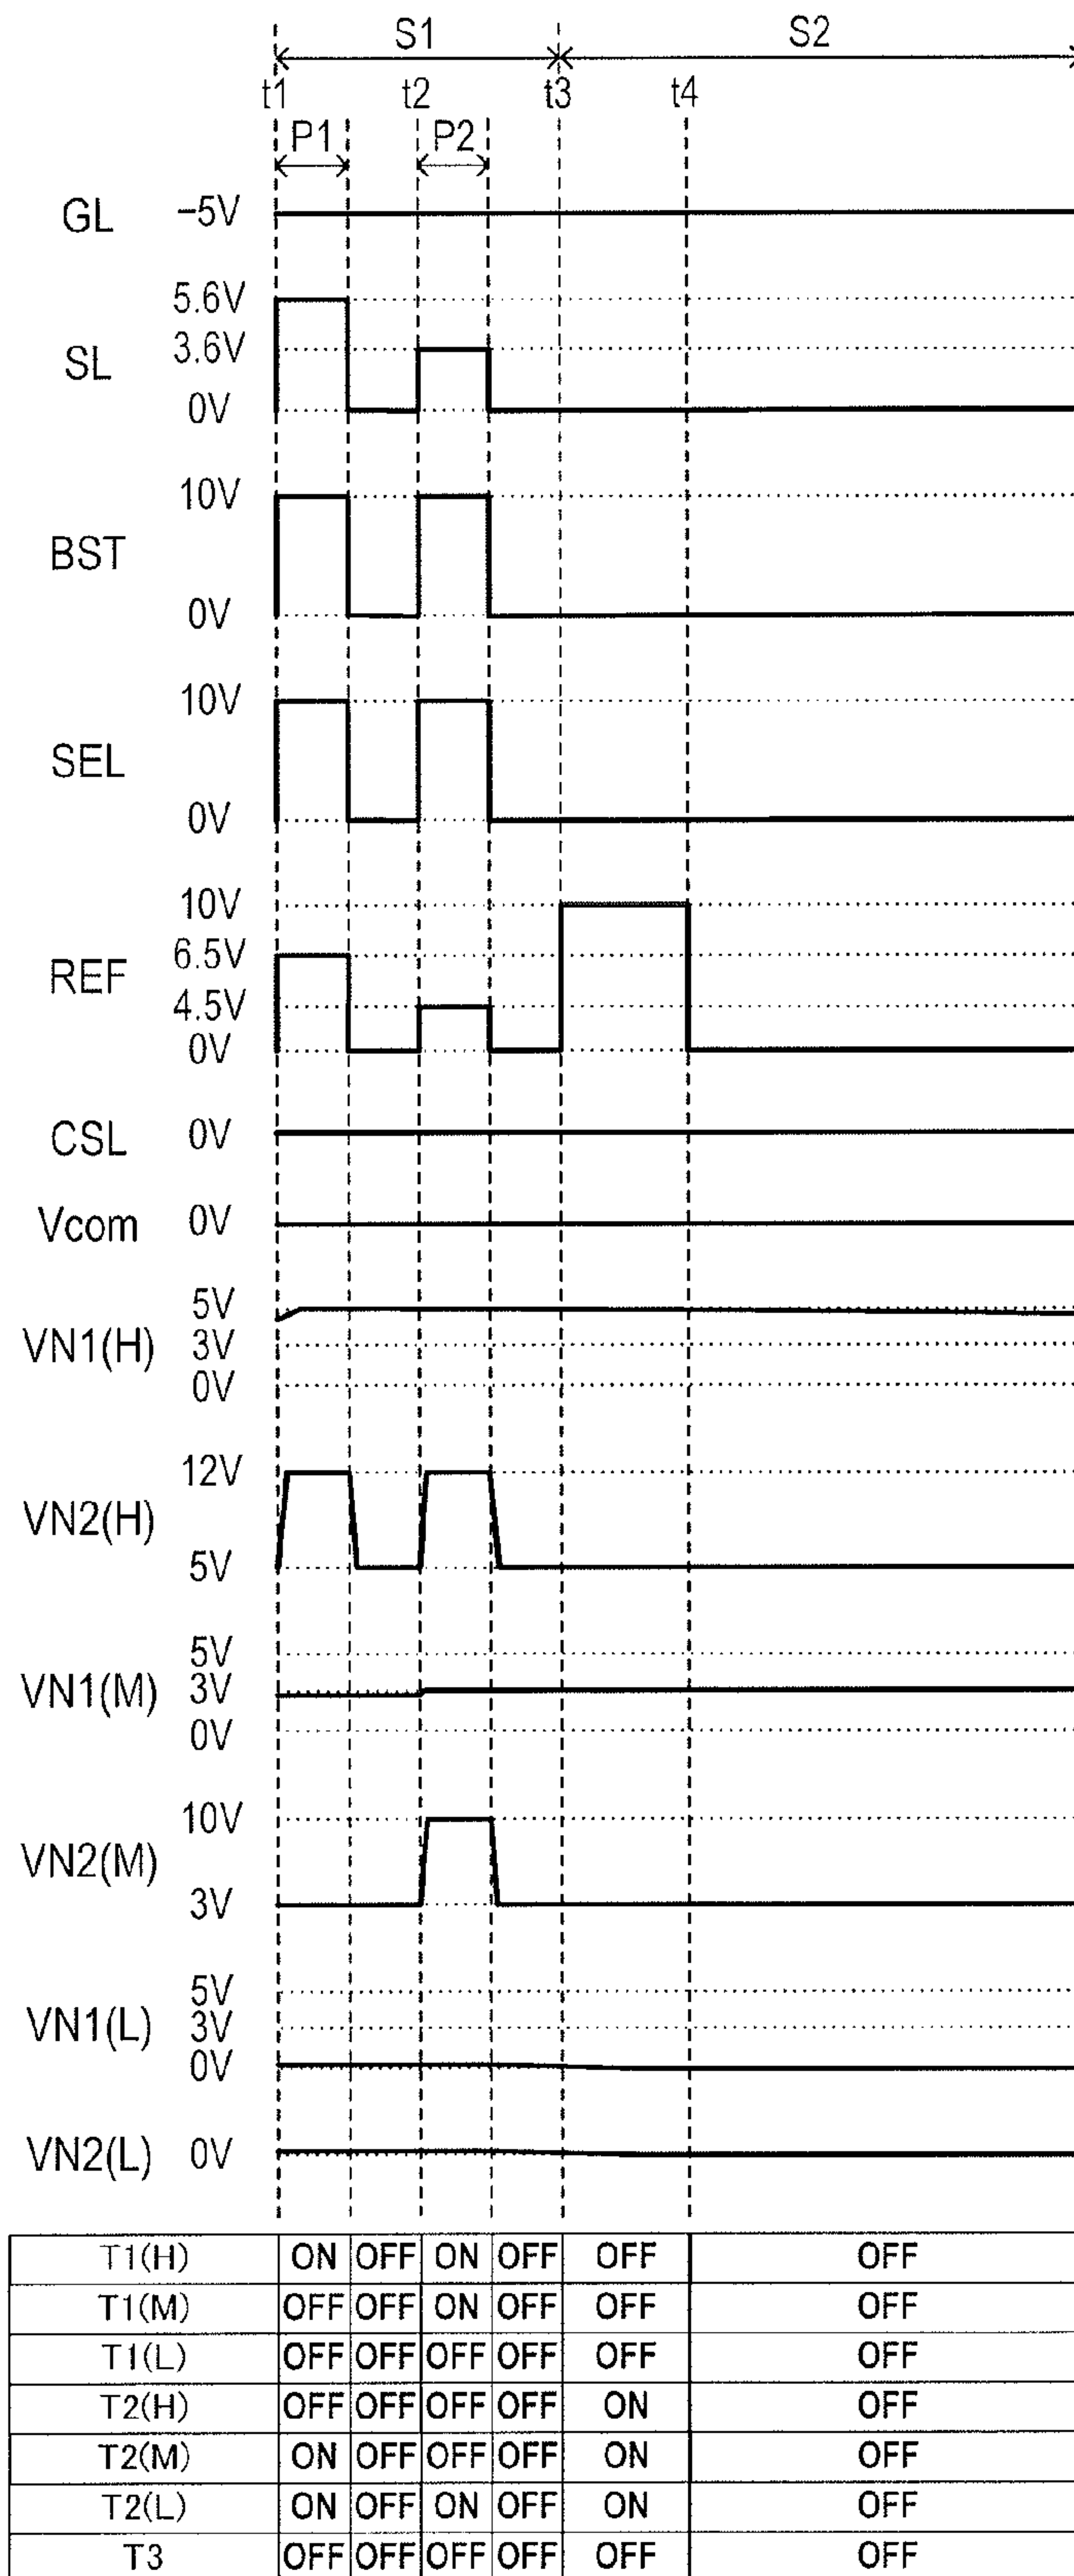 S1 S2
t1 t2 t3 t4
P1 P2
GL -5V
5.6V
SL 3.6V
0V
10V
BST
0V
10V
SEL
0V
10V
6.5V
REF
4.5V
0V
CSL 0V
Vcom 0V
5V
VN1(H) 3V
0V
12V
VN2(H)
5V
5V
VN1(M) 3V
0V
10V
VN2(M)
3V
5V
VN1(L) 3V
0V
VN2(L) 0V
T1(H) ON OFF ON OFF OFF OFF
T1(M) OFF OFF ON OFF OFF OFF
T1(L) OFF OFF OFF OFF OFF OFF
T2(H) OFF OFF OFF OFF ON OFF
T2(M) ON OFF OFF OFF ON OFF
T2(L) ON OFF ON OFF ON OFF
T3 OFF OFF OFF OFF OFF OFF